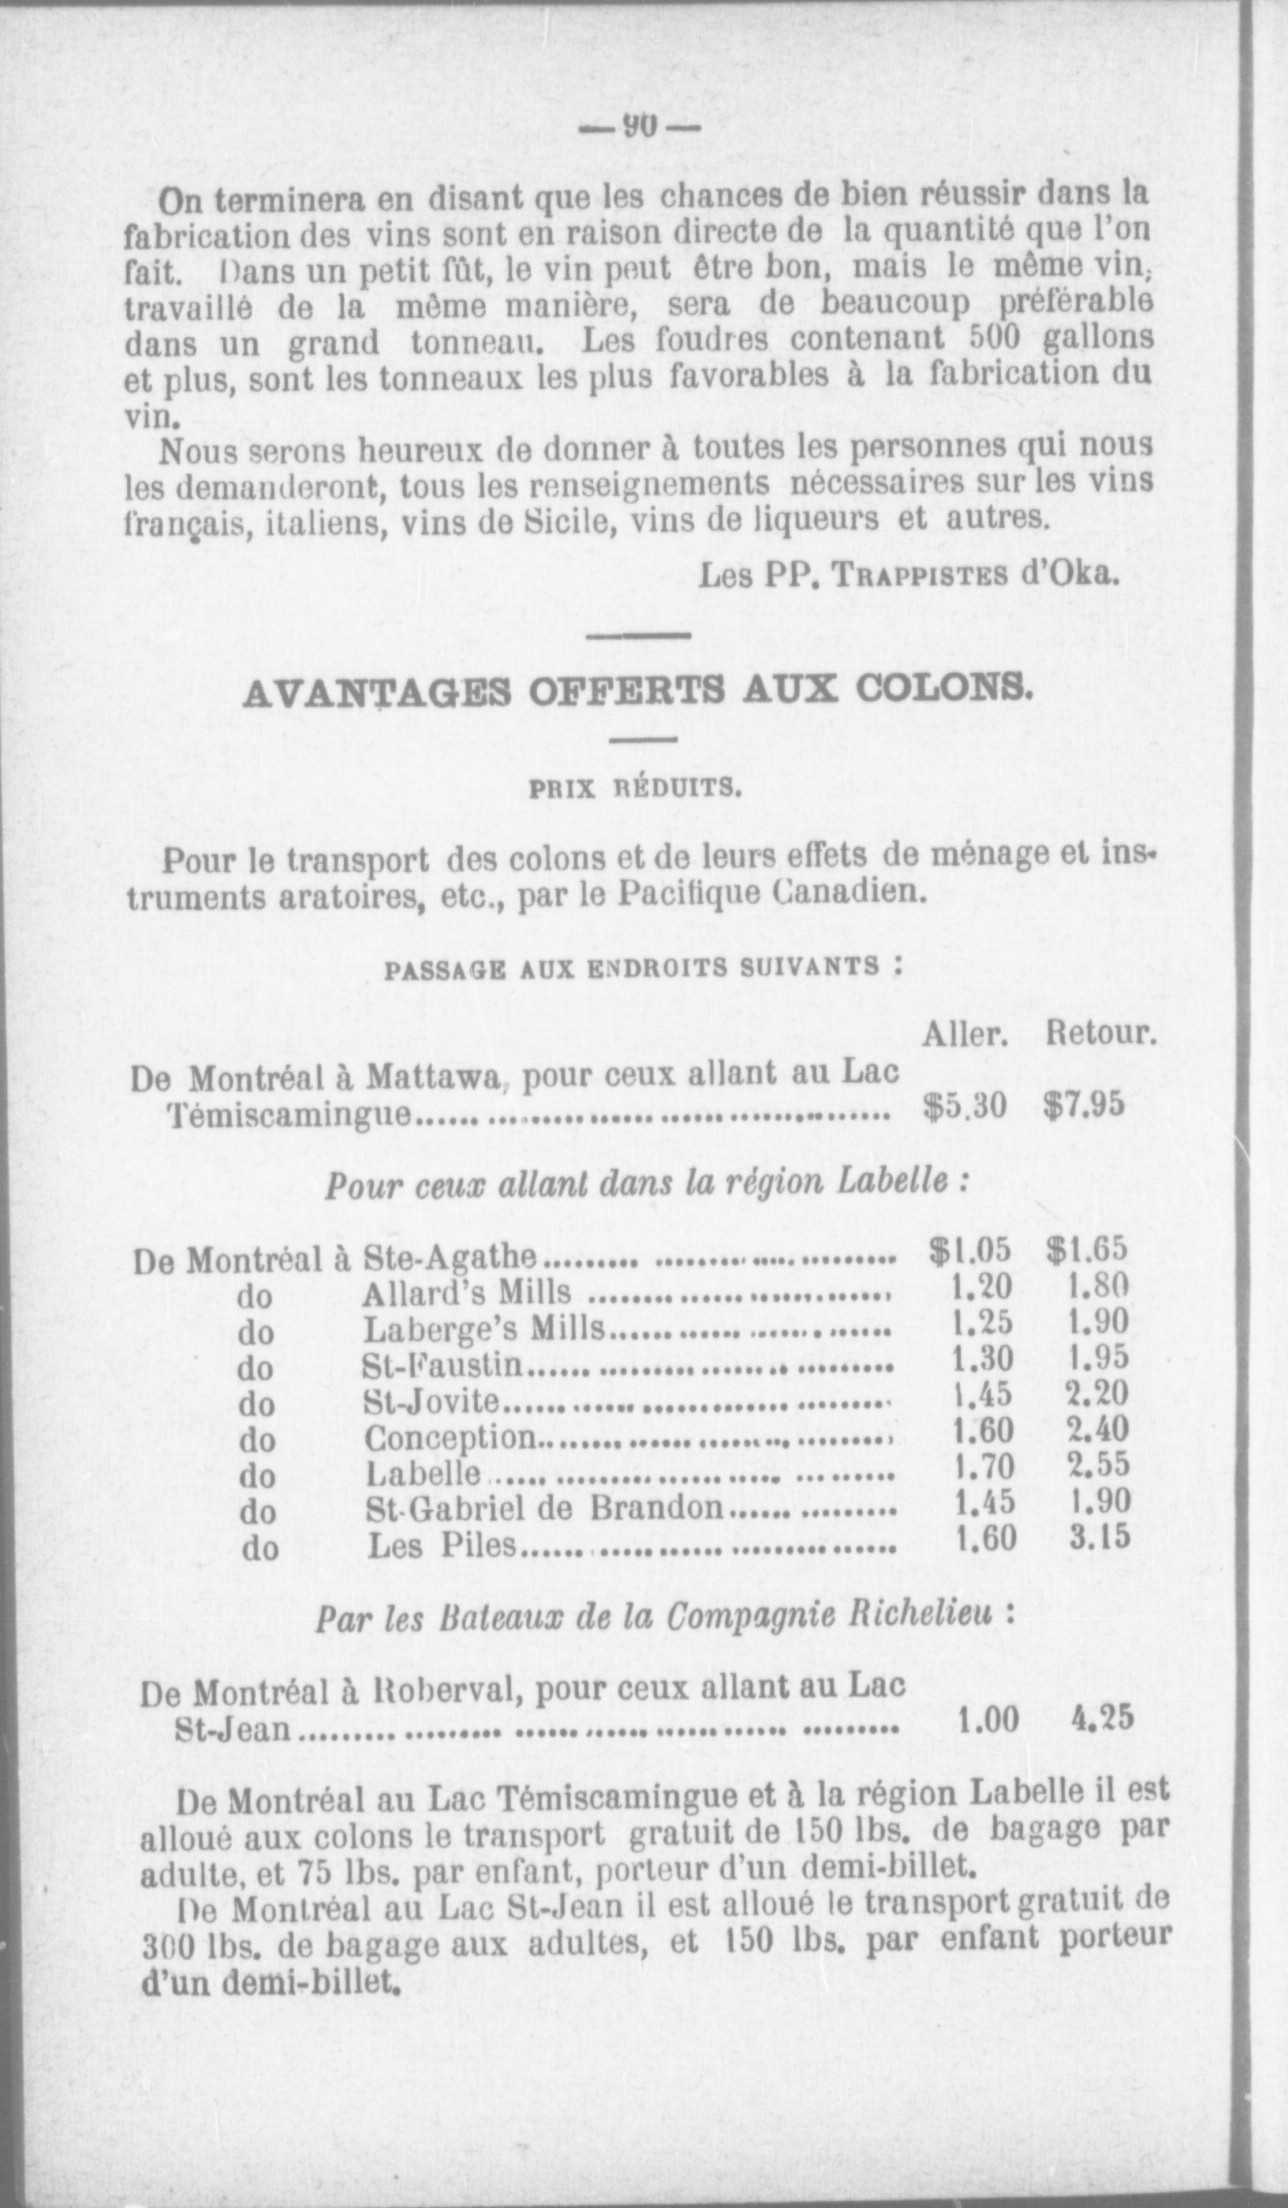 — 90 —
On terminera en disant que les chances de bien réussir dans la
fabrication des vins sont en raison directe de la quantité que l'on
fait. Dans un petit fût, le vin peut être bon, mais le même vin,
travaillé de la même manière, sera de beaucoup préférable
dans un grand tonneau. Les foudres contenant 500 gallons
et plus, sont les tonneaux les plus favorables à la fabrication du
vin.
Nous serons heureux de donner à toutes les personnes qui nous
les demanderont, tous les renseignements nécessaires sur les vins
français, italiens, vins de Sicile, vins de liqueurs et autres.
Les PP. TRAPPISTES d'Oka.
AVANTAGES OFFERTS AUX COLONS.
PRIX RÉDUITS.
Pour le transport des colons et de leurs effets de ménage et ins-
truments aratoires, etc., par le Pacifique Canadien.
PASSAGE AUX ENDROITS SUIVANTS :
Aller. Retour.
De Montréal à Mattawa, pour ceux allant au Lac
Témiscamingue.................................................. $5.30 $7.95
Pour ceux allant dans la région Labelle :
De Montréal à Ste-Agathe.................................... $1.05 $1.65
do Allard's Mills ................................ 1.20 1.80
do Laberge's Mills.............................. 1.25 1.90
do St-Faustin...................................... 1.30 1.95
do St-Jovite........................................ 1.45 2.20
do Conception..................................... 1.60 2.40
do Labelle.......................................... 1.70 2.55
do St-Gabriel de Brandon................ 1.45 1.90
do Les Piles....................................... 1.60 3.15
Par les Bateaux de la Compagnie Richelieu :
De Montréal à Roberval, pour ceux allant au Lac
St-Jean.............................................................. 1.00 4.25
De Montréal au Lac Témiscamingue et à la région Labelle il est
alloué aux colons le transport gratuit de 150 lbs. de bagage par
adulte, et 75 lbs. par enfant, porteur d'un demi-billet.
De Montréal au Lac St-Jean il est alloué le transport gratuit de
300 lbs. de bagage aux adultes, et 150 lbs. par enfant porteur
d'un demi-billet.